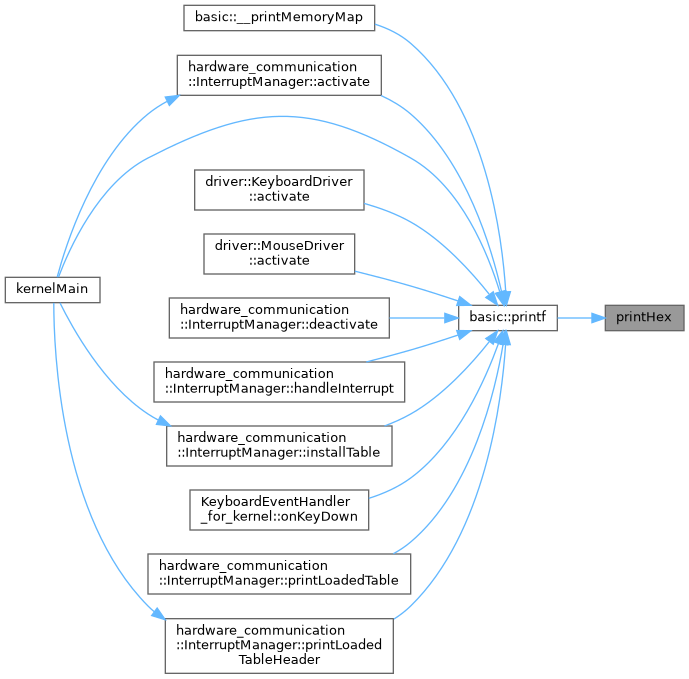 basic::__printMemoryMap
hardware_communication
::InterruptManager::activate
driver::KeyboardDriver
::activate
driver::MouseDriver
::activate
kernelMain
hardware_communication
::InterruptManager::deactivate
basic::printf
printHex
hardware_communication
::InterruptManager::handleInterrupt
hardware_communication
::InterruptManager::installTable
KeyboardEventHandler
_for_kernel::onKeyDown
hardware_communication
::InterruptManager::printLoadedTable
hardware_communication
::InterruptManager::printLoaded
TableHeader